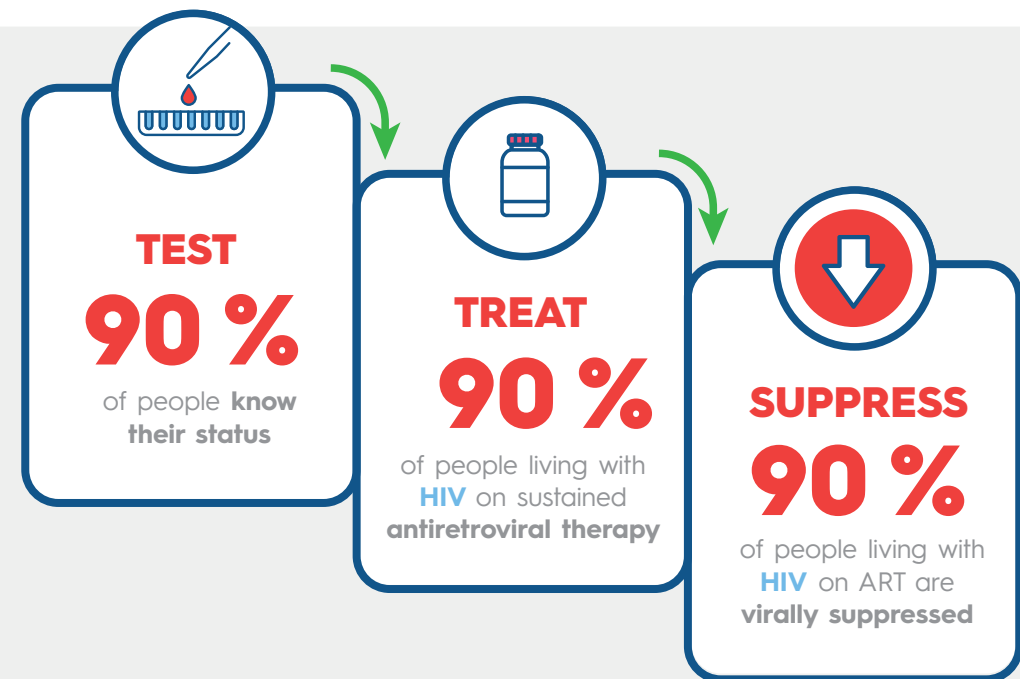 TEST
90 %
of people know
their status
TREAT
90 %
of people living with
HIV on sustained
antiretroviral therapy
SUPPRESS
90 %
of people living with
HIV on ART are
virally suppressed